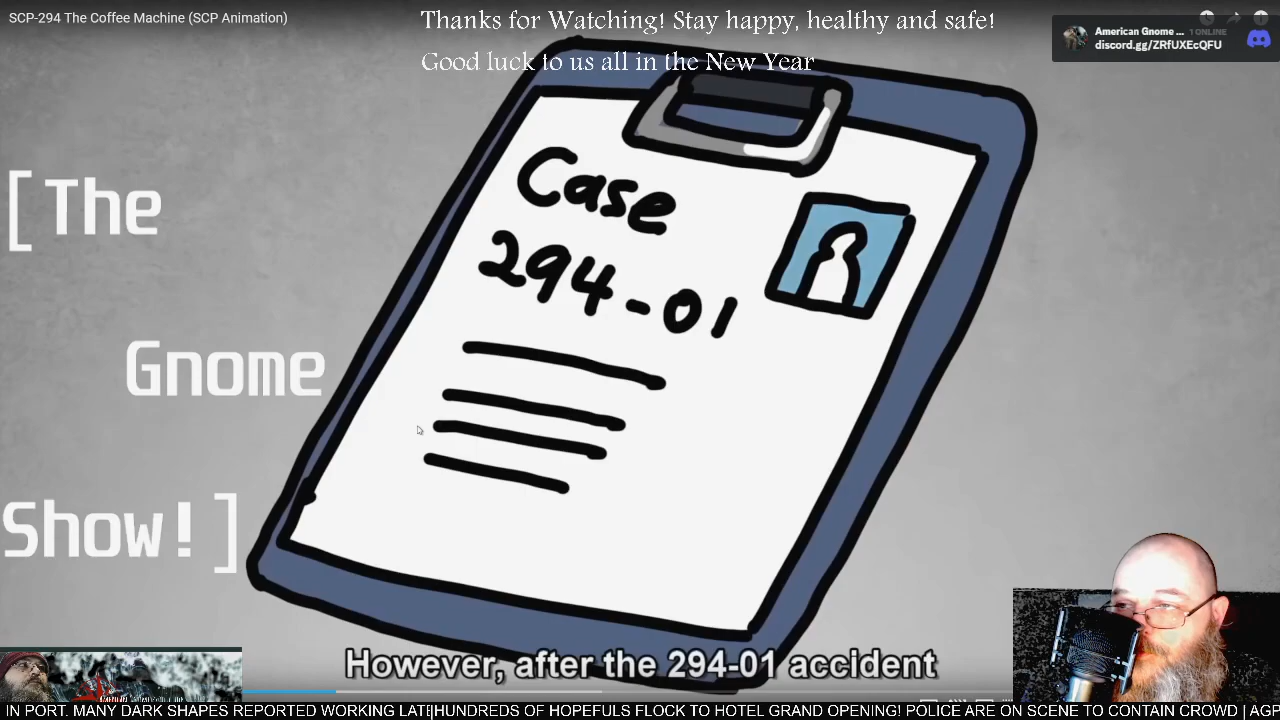 SCP-294 The Coffee Machine (SCP Animation)
Thanks for Watching! Stay happy, healthy and safe!
Good luck to us all in the New Year
American Gnome ... 1 ONLINE
discord.gg/ZRfUXEcQFU
Case
294-01
[The
Gnome
Show!]
However, after the 294-01 accident
IN PORT. MANY DARK SHAPES REPORTED WORKING LATE|HUNDREDS OF HOPEFULS FLOCK TO HOTEL GRAND OPENING! POLICE ARE ON SCENE TO CONTAIN CROWD | AGP